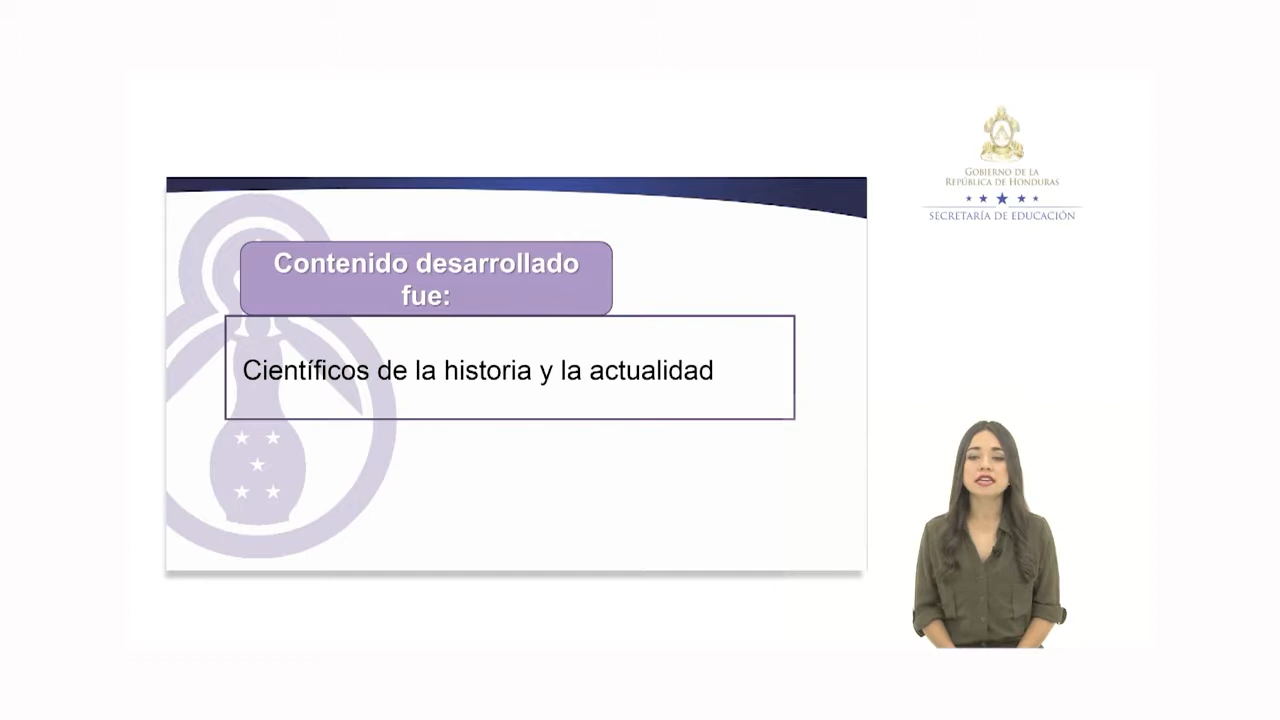 GOBIERNO DE LA
REPÚBLICA DE HONDURAS
SECRETARÍA DE EDUCACIÓN
Contenido desarrollado
fue:
Científicos de la historia y la actualidad